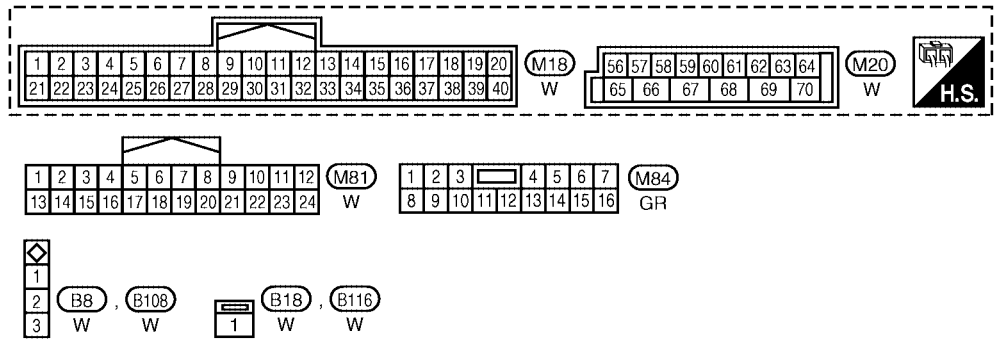 1 2 3 4 5 6 7 8 9 10 11 12 13 14 15 16 17 18 19 20
21 22 23 24 25 26 27 28 29 30 31 32 33 34 35 36 37 38 39 40
M18
W
56 57 58 59 60 61 62 63 64
65 66 67 68 69 70
M20
W
H.S.
1 2 3 4 5 6 7 8 9 10 11 12
13 14 15 16 17 18 19 20 21 22 23 24
M81
W
1 2 3 4 5 6 7
8 9 10 11 12 13 14 15 16
M84
GR
1
2
3
B8 , B108
W W
1
B18 , B116
W W